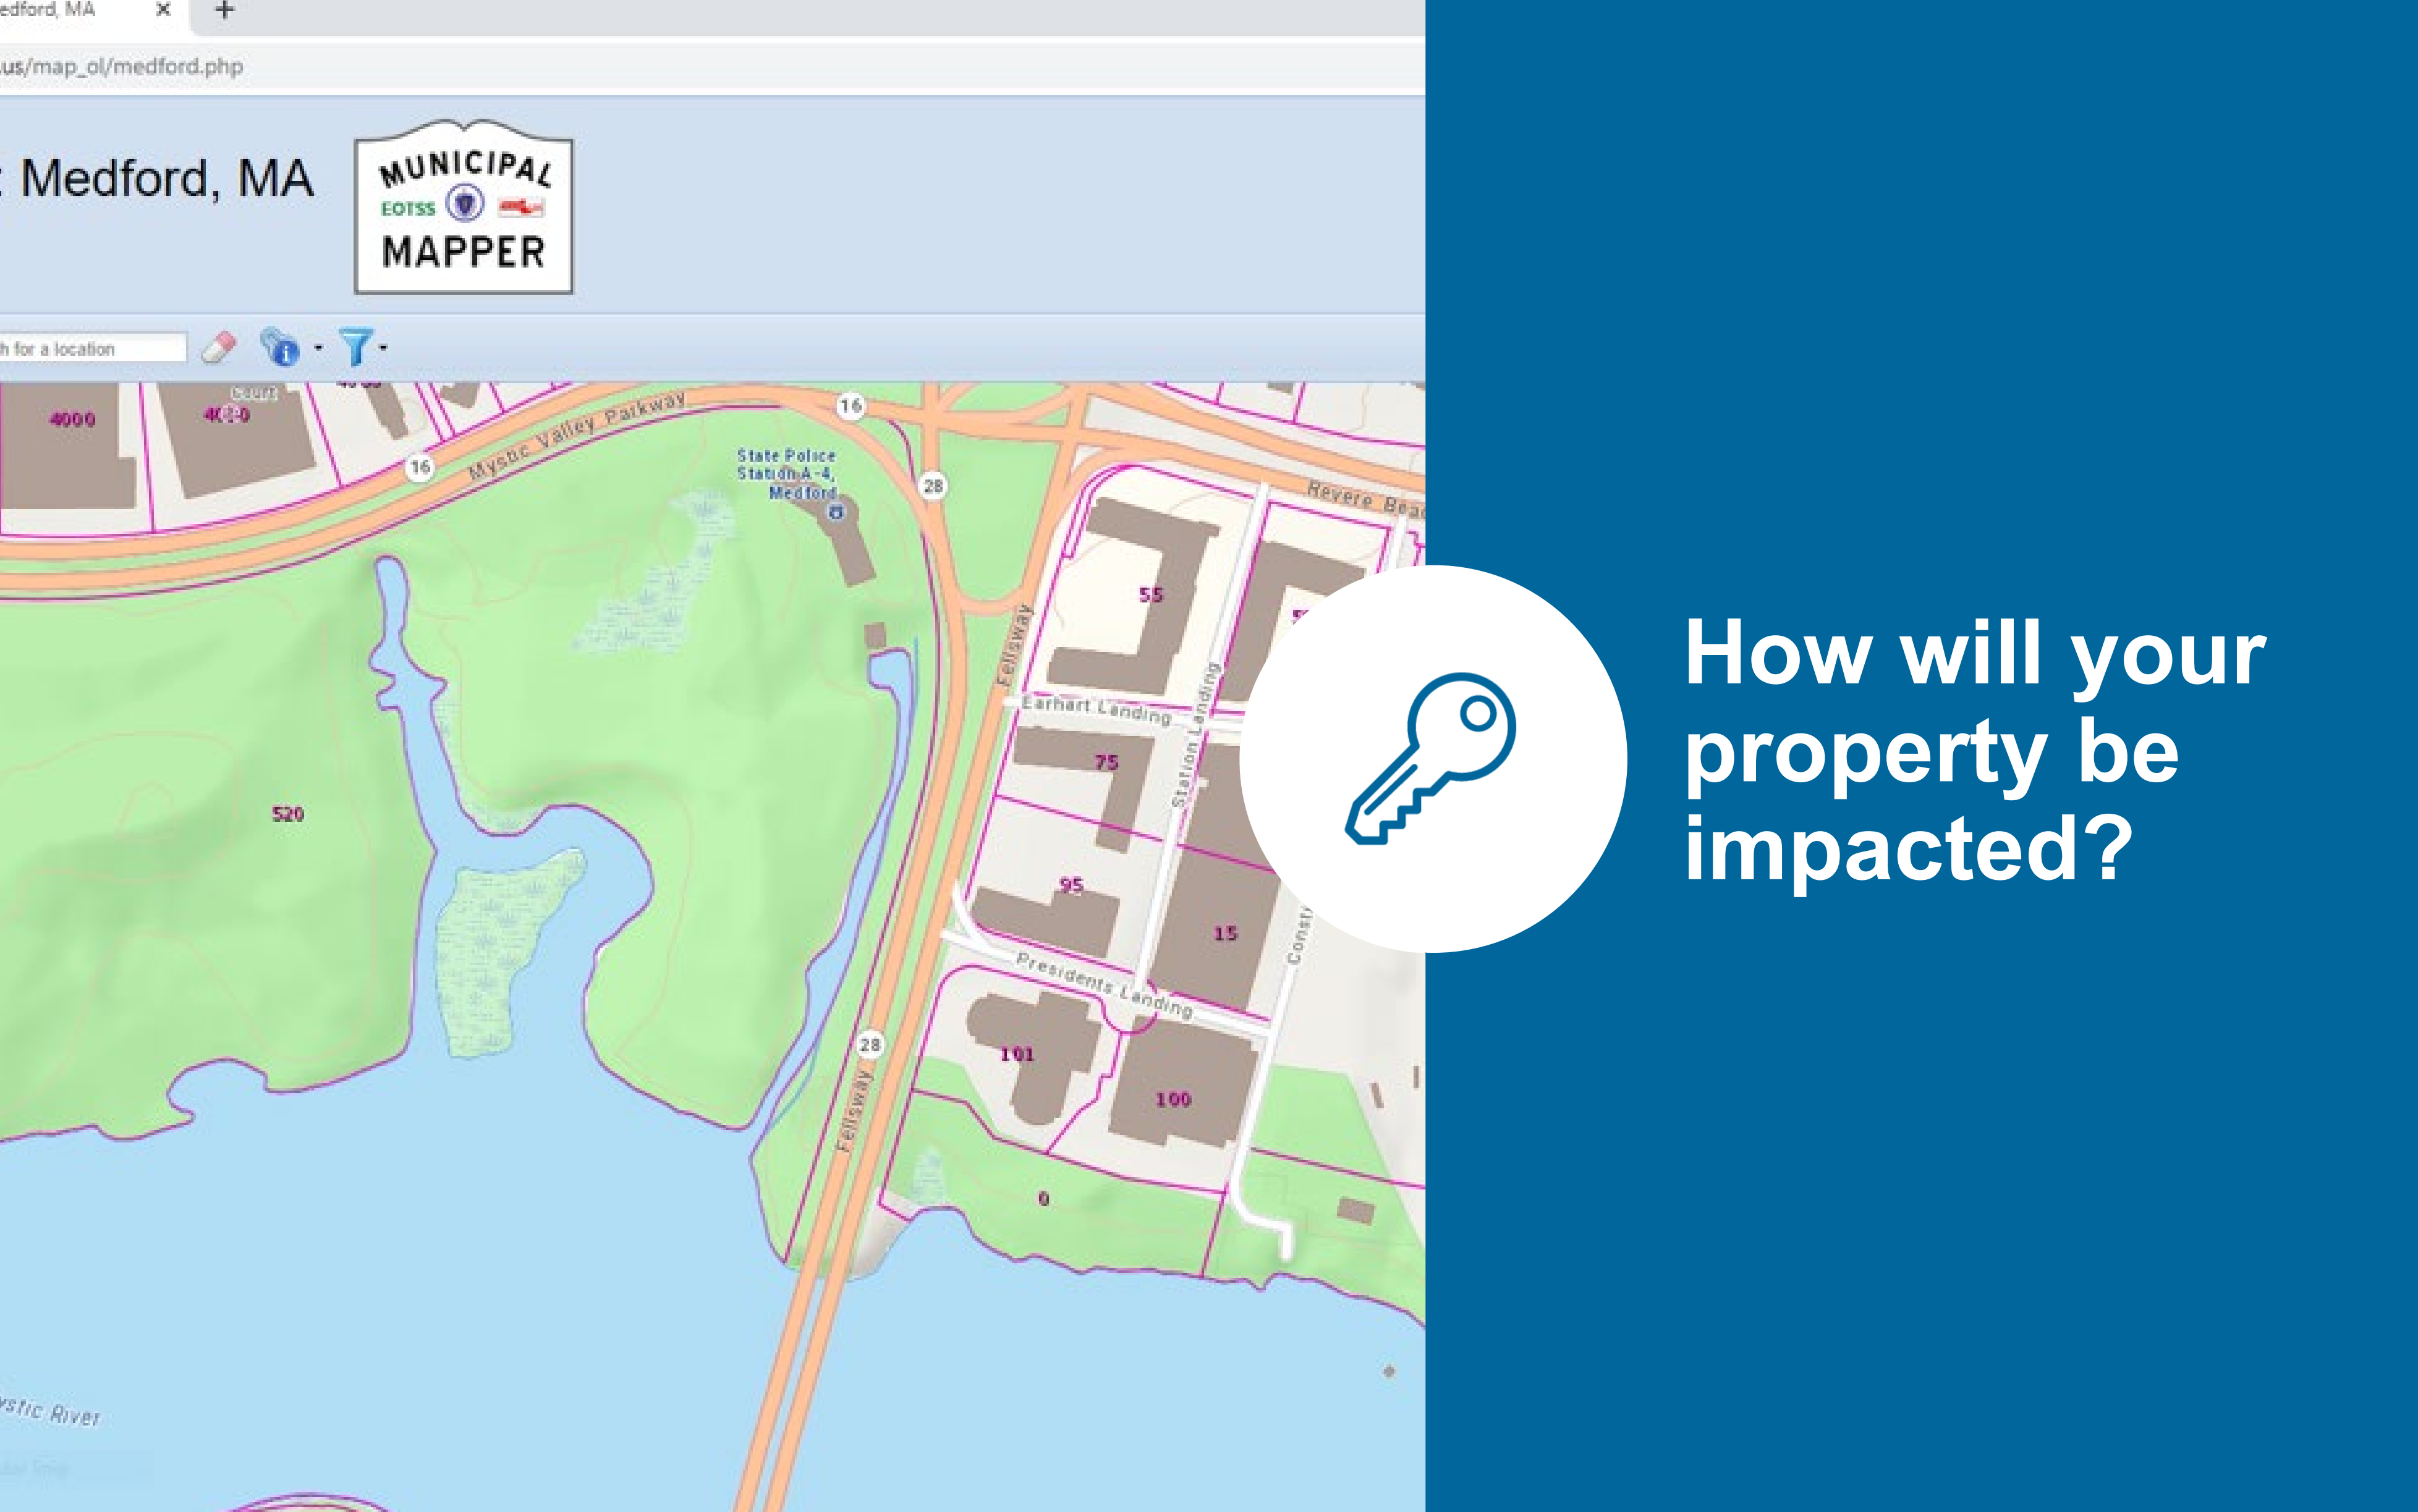 edford, MA
.us/map_ol/medford.php
: Medford, MA
MUNICIPAL
EOTSS
MAPPER
h for a location
Court
4000
16
Mystic Valley Parkway
16
State Police
Station A-4,
Medford
28
Revere Beac
55
Fellsway
Earhart Landing
Station Landing
75
520
95
15
Consti
Presidents Landing
28
101
100
Fellsway
0
ystic River
How will your
property be
impacted?